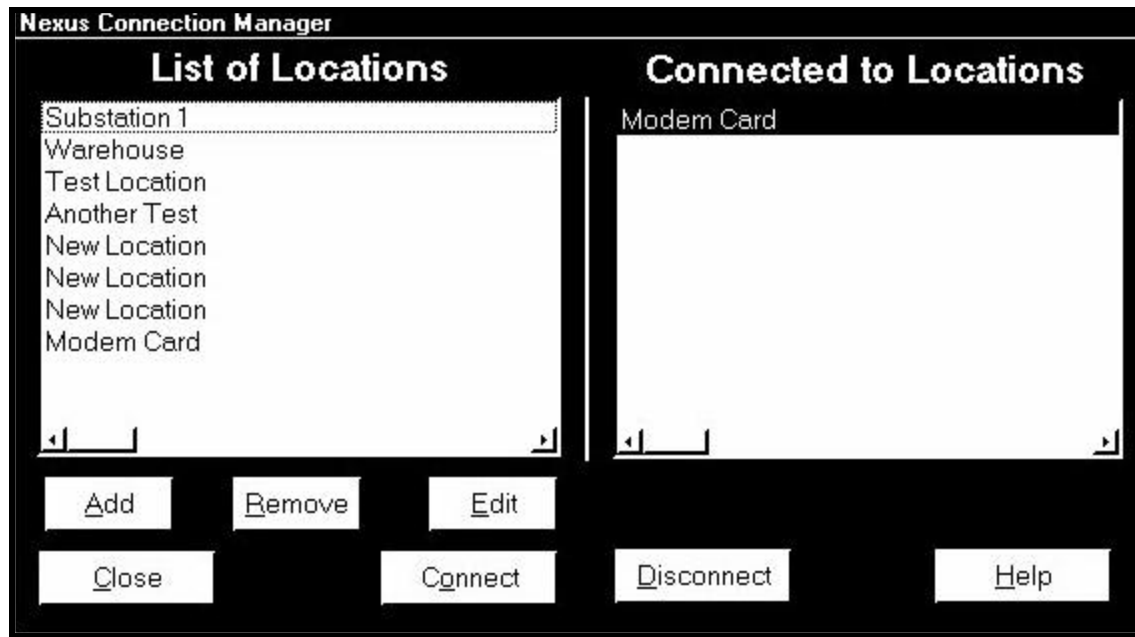 Nexus Connection Manager
List of Locations
Substation 1
Warehouse
Test Location
Another Test
New Location
New Location
New Location
Modem Card
Connected to Locations
Modem Card
Add
Remove
Edit
Close
Connect
Disconnect
Help